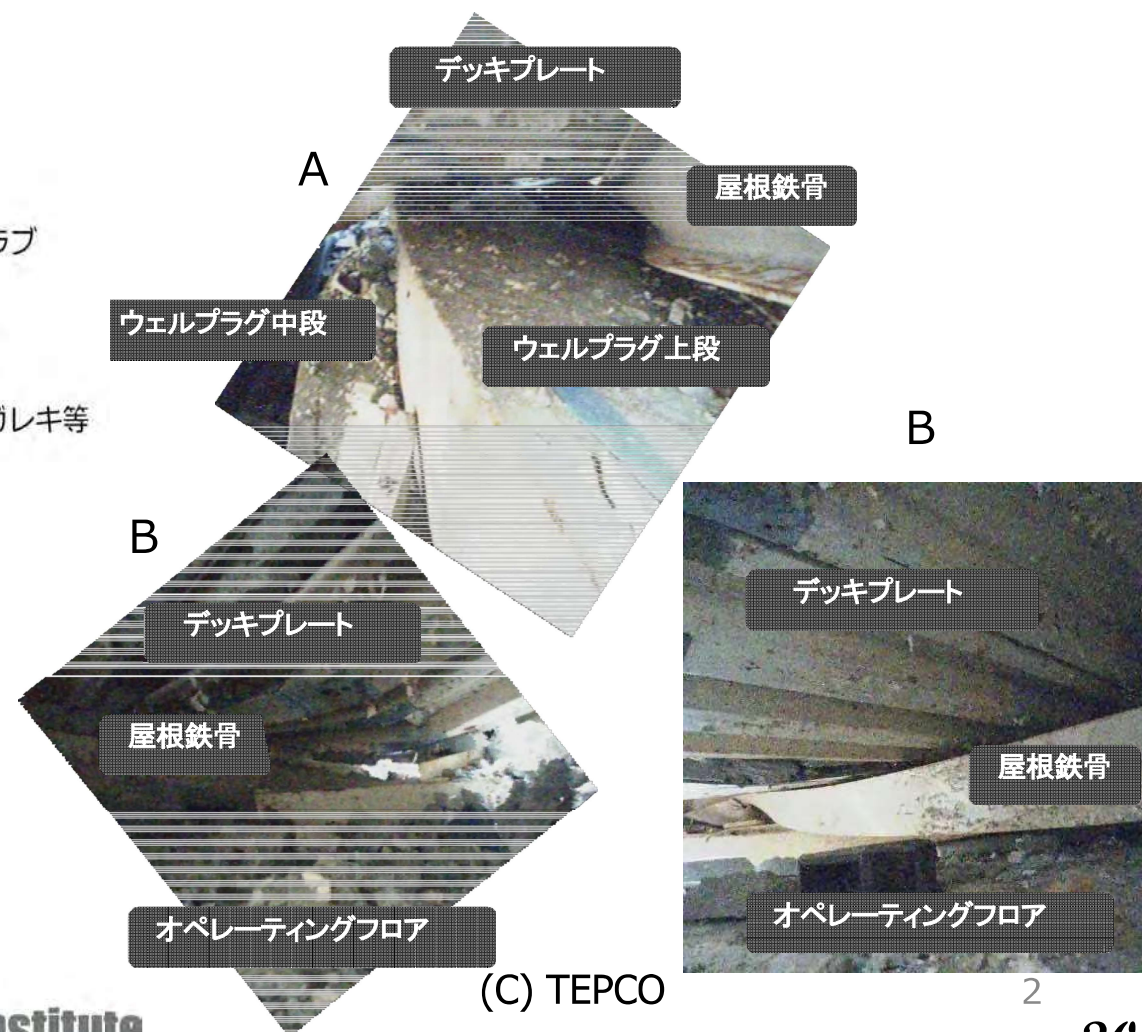 デッキプレート
A
屋根鉄骨
ラブ
ウェルプラグ中段
ウェルプラグ上段
ガレキ等
B
B
デッキプレート
デッキプレート
屋根鉄骨
屋根鉄骨
オペレーティングフロア
オペレーティングフロア
(C) TEPCO
2